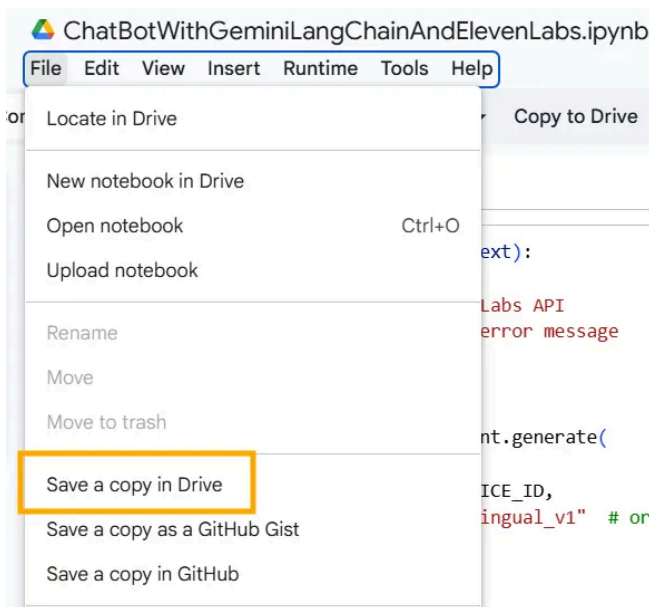 ChatBotWithGeminiLangChainAndElevenLabs.ipynb
File Edit View Insert Runtime Tools Help
Copy to Drive
Locate in Drive
New notebook in Drive
Open notebook Ctrl+O
ext):
Upload notebook
Labs API
Rename error message
Move
Move to trash
nt.generate(
Save a copy in Drive
ICE_ID,
ingual_v1" # or
Save a copy as a GitHub Gist
Save a copy in GitHub